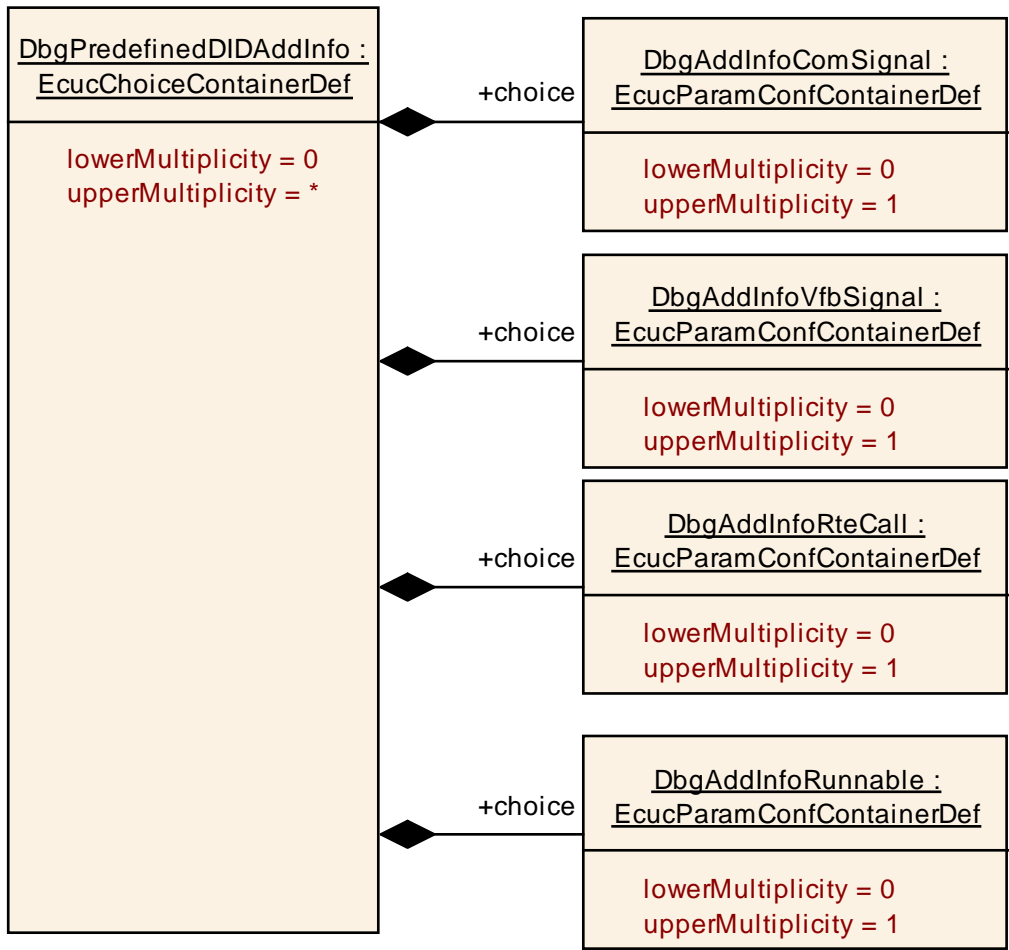 DbgPredefinedDIDAddInfo :
EcucChoiceContainerDef
lowerMultiplicity = 0
upperMultiplicity = *
+choice
DbgAddInfoComSignal :
EcucParamConfContainerDef
lowerMultiplicity = 0
upperMultiplicity = 1
+choice
DbgAddInfoVfbSignal :
EcucParamConfContainerDef
lowerMultiplicity = 0
upperMultiplicity = 1
+choice
DbgAddInfoRteCall :
EcucParamConfContainerDef
lowerMultiplicity = 0
upperMultiplicity = 1
+choice
DbgAddInfoRunnable :
EcucParamConfContainerDef
lowerMultiplicity = 0
upperMultiplicity = 1